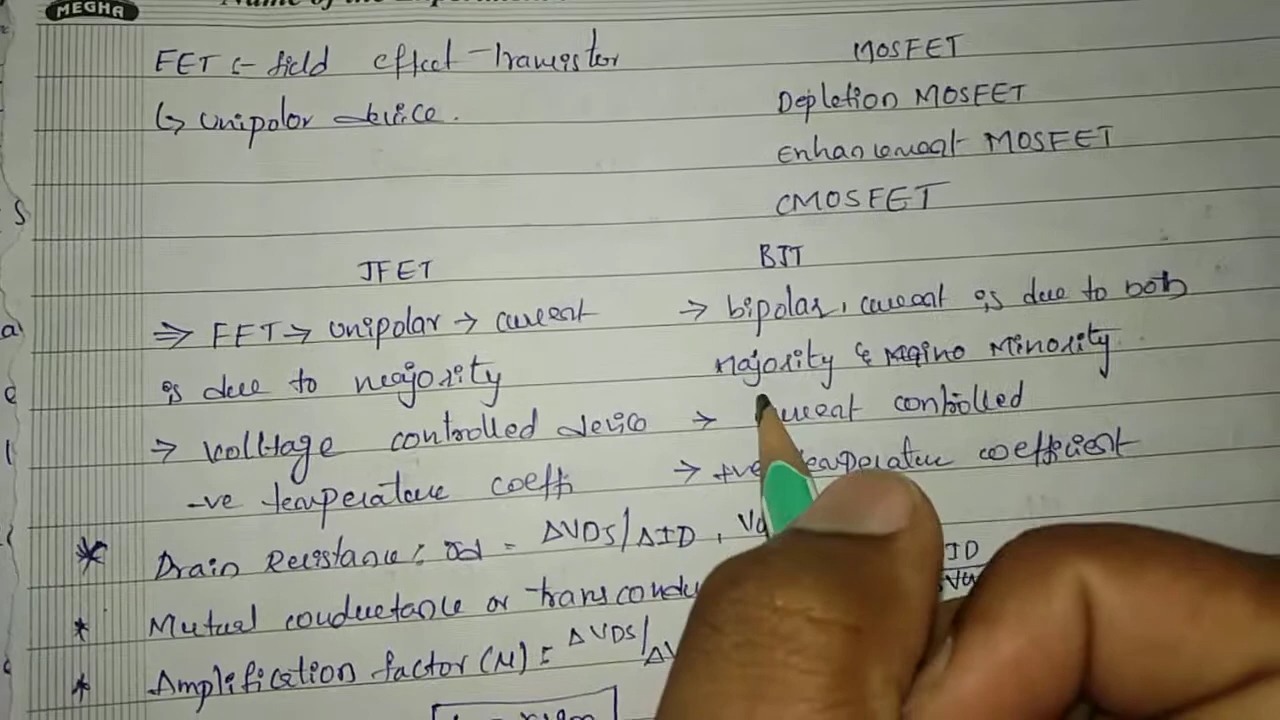 MEGHA
FET :- field effect transistor
MOSFET
↳ unipolar device.
Depletion MOSFET
Enhancement MOSFET
CMOSFET
JFET
BJT
⇒ FET → unipolar → current
is due to majority
→ bipolar, current is due to both
majority & Minority
→ voltage controlled device
→ current controlled
-ve temperature coeff
→ +ve temperature coefficient
* Drain Resistance: rd = ΔVDS/ΔID,
* Mutual conductance or transcondu
ID
* Amplification factor (μ) = ΔVDS/